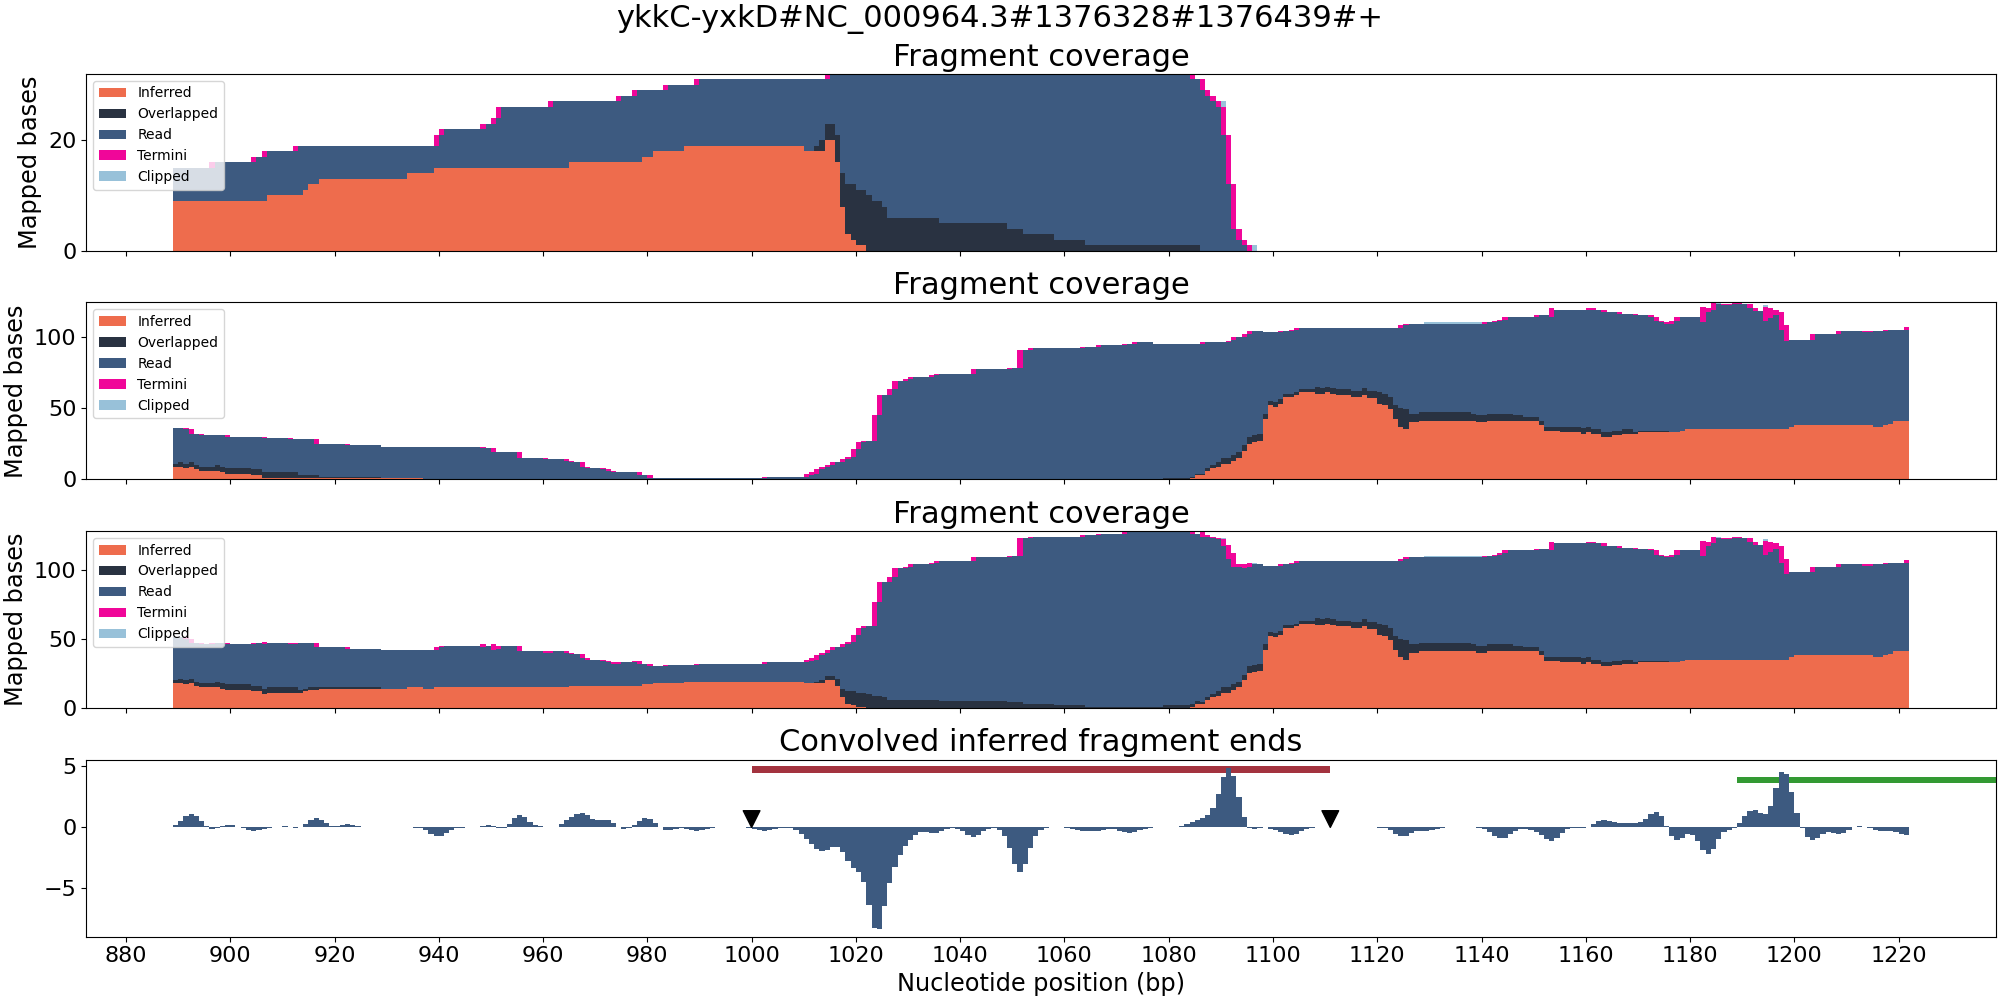 ykkC-yxkD#NC_000964.3#1376328#1376439#+
Fragment coverage
Mapped bases
20
0
Inferred
Overlapped
Read
Termini
Clipped
Fragment coverage
Mapped bases
100
50
0
Inferred
Overlapped
Read
Termini
Clipped
Fragment coverage
Mapped bases
100
50
0
Inferred
Overlapped
Read
Termini
Clipped
Convolved inferred fragment ends
5
0
−5
880 900 920 940 960 980 1000 1020 1040 1060 1080 1100 1120 1140 1160 1180 1200 1220
Nucleotide position (bp)